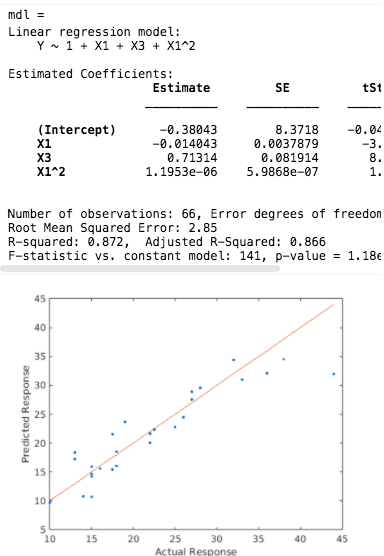 mdl =
Linear regression model:
Y ~ 1 + X1 + X3 + X1^2
Estimated Coefficients:
Estimate SE tSt
(Intercept) -0.38043 8.3718 -0.04
X1 -0.014043 0.0037879 -3.
X3 0.71314 0.081914 8.
X1^2 1.1953e-06 5.9868e-07 1.
Number of observations: 66, Error degrees of freedom
Root Mean Squared Error: 2.85
R-squared: 0.872, Adjusted R-Squared: 0.866
F-statistic vs. constant model: 141, p-value = 1.18e
45
40
35
30
25
20
15
10
5
Predicted Response
10 15 20 25 30 35 40 45
Actual Response